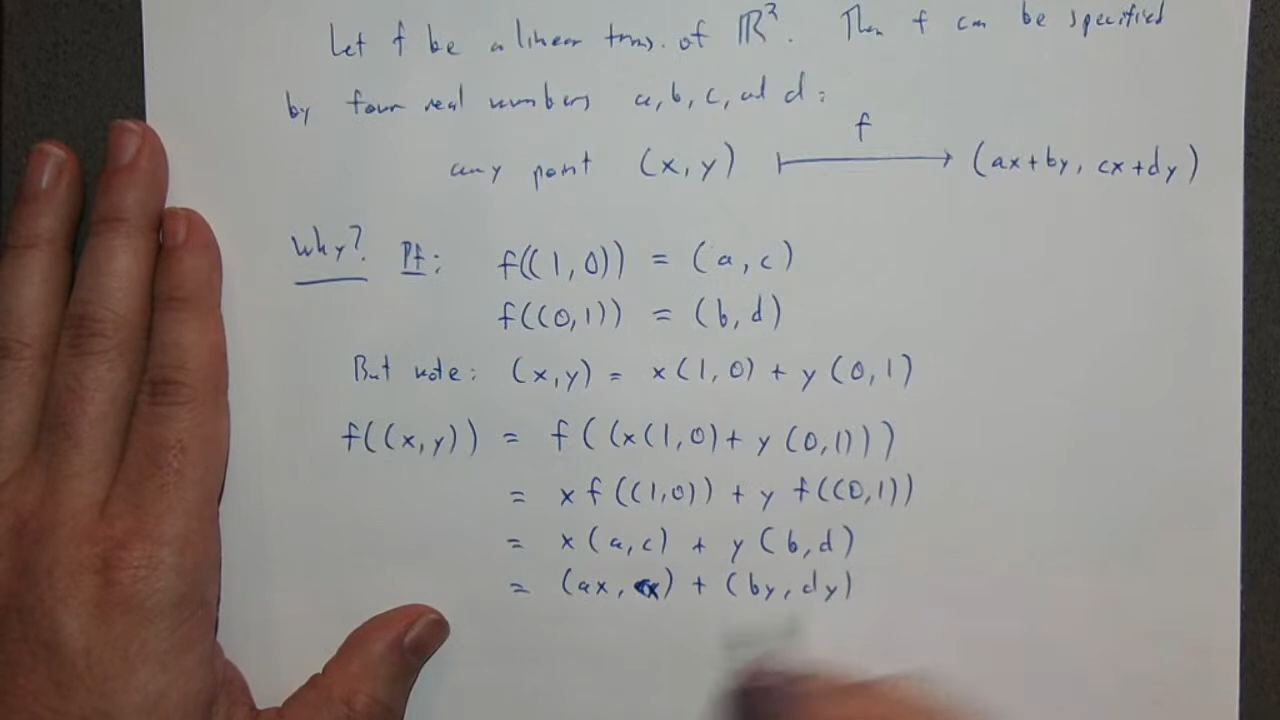 Let f be a linear trans. of ℝ². Then f can be specified
by four real numbers a, b, c, and d:
f
any point (x,y) ⟼ (ax+by, cx+dy)
Why? Pf: f((1,0)) = (a,c)
f((0,1)) = (b,d)
But note: (x,y) = x(1,0) + y(0,1)
f((x,y)) = f((x(1,0)+ y(0,1)))
= x f((1,0)) + y f((0,1))
= x(a,c) + y(b,d)
= (ax, cx) + (by, dy)